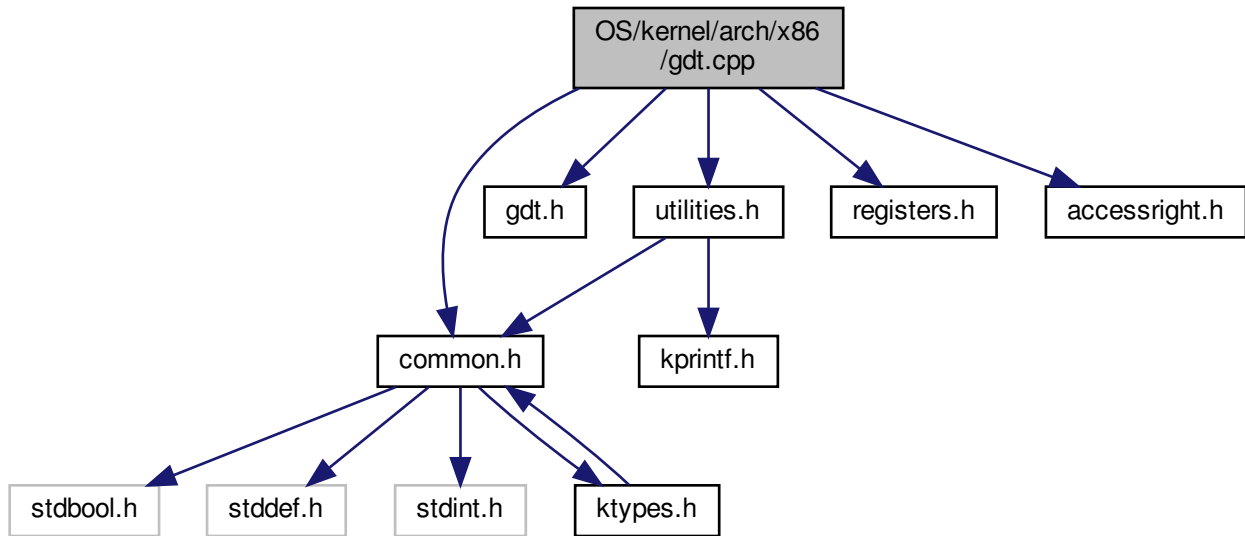 OS/kernel/arch/x86
/gdt.cpp
gdt.h
utilities.h
registers.h
accessright.h
common.h
kprintf.h
stdbool.h
stddef.h
stdint.h
ktypes.h